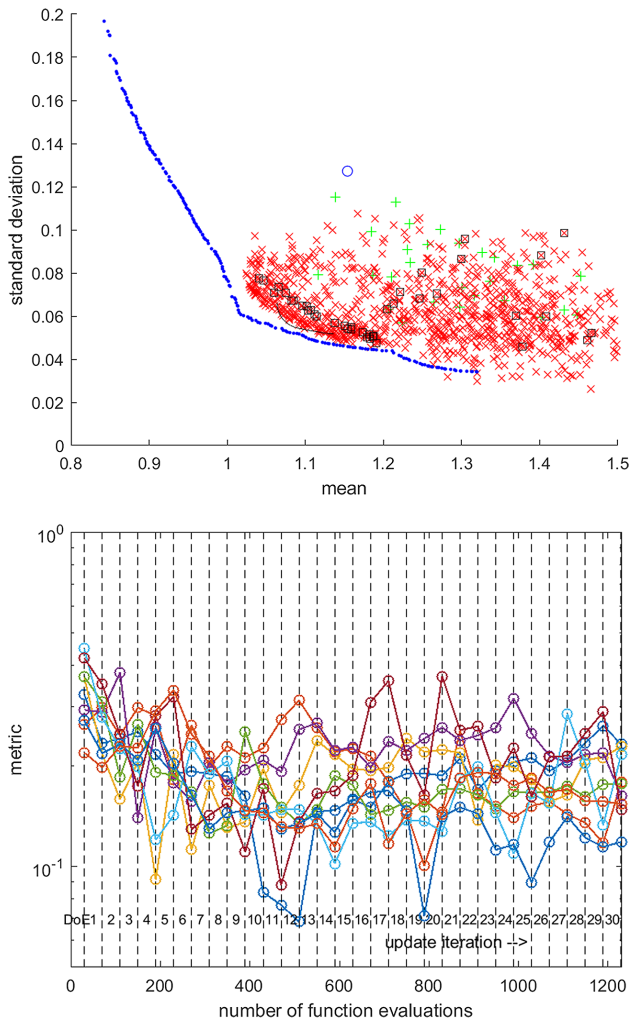 0.2
0.18
0.16
0.14
0.12
0.1
0.08
0.06
0.04
0.02
0
standard deviation
0.8 0.9 1 1.1 1.2 1.3 1.4 1.5
mean
10^0
10^-1
metric
DoE1 2 3 4 5 6 7 8 9 10 11 12 13 14 15 16 17 18 19 20 21 22 23 24 25 26 27 28 29 30
update iteration -->
0 200 400 600 800 1000 1200
number of function evaluations